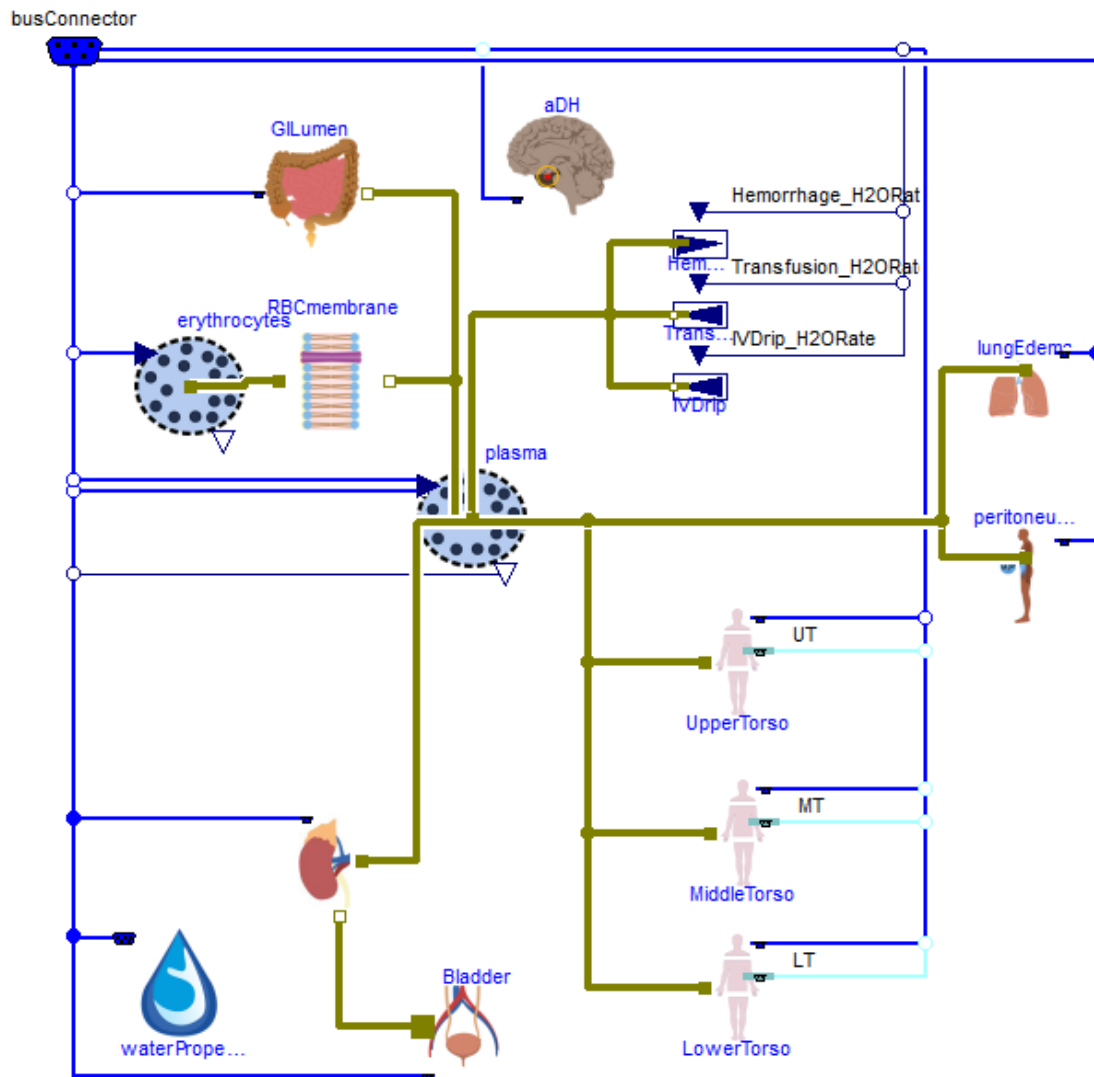 busConnector
aDH
GILumen
Hemorrhage_H2ORat
Hem...
Transfusion_H2ORat
RBCmembrane
erythrocytes
Trans...
IVDrip_H2ORate
lungEdema
IVDrip
plasma
peritoneu...
UT
UpperTorso
MT
MiddleTorso
LT
Bladder
waterPrope...
LowerTorso